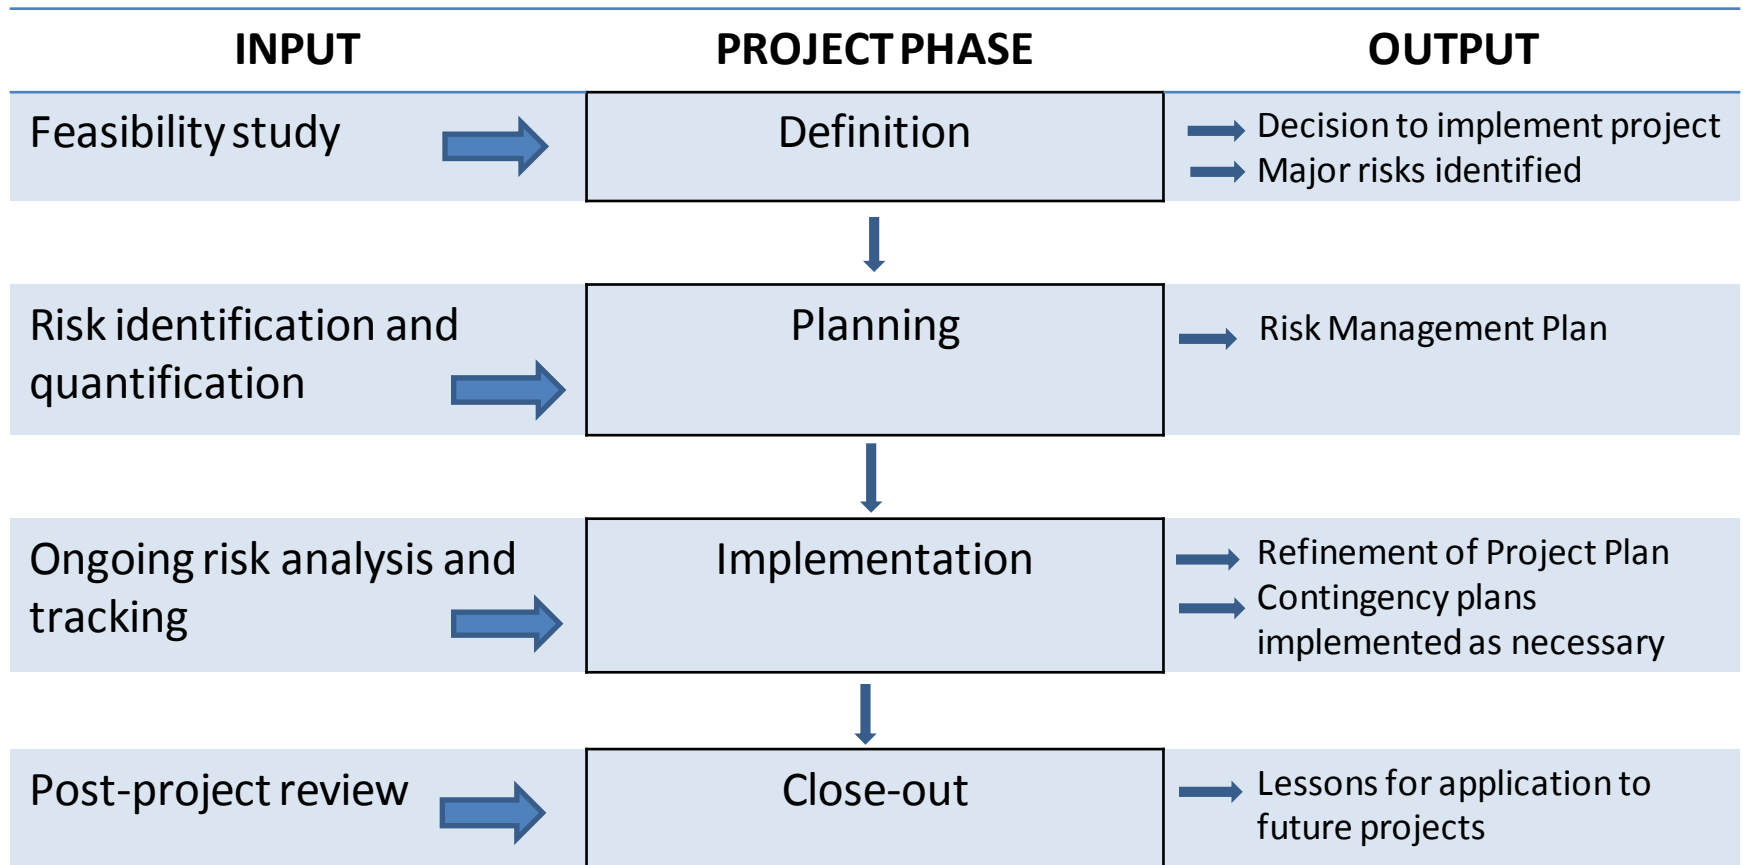 INPUT
PROJECT PHASE
OUTPUT
Feasibility study
Definition
Decision to implement project
Major risks identified
Risk identification and
quantification
Planning
Risk Management Plan
Ongoing risk analysis and
tracking
Implementation
Refinement of Project Plan
Contingency plans
implemented as necessary
Post-project review
Close-out
Lessons for application to
future projects